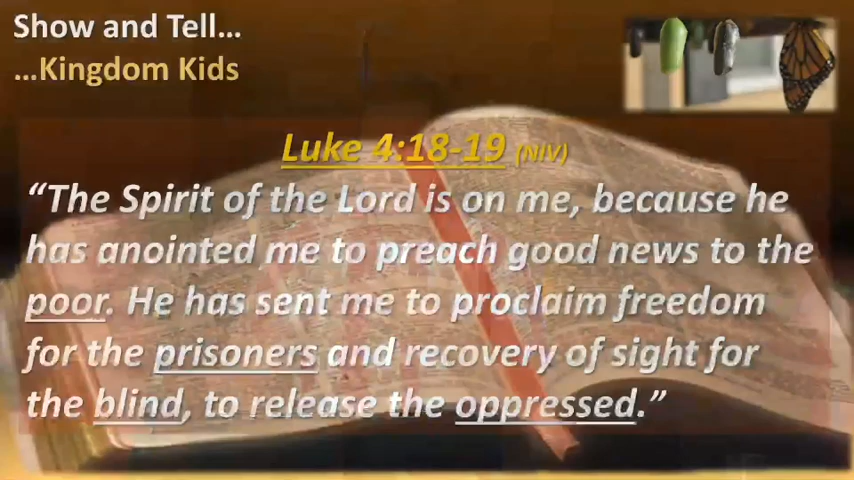 Show and Tell...
...Kingdom Kids
Luke 4:18-19 (NIV)
“The Spirit of the Lord is on me, because he
has anointed me to preach good news to the
poor. He has sent me to proclaim freedom
for the prisoners and recovery of sight for
the blind, to release the oppressed.”